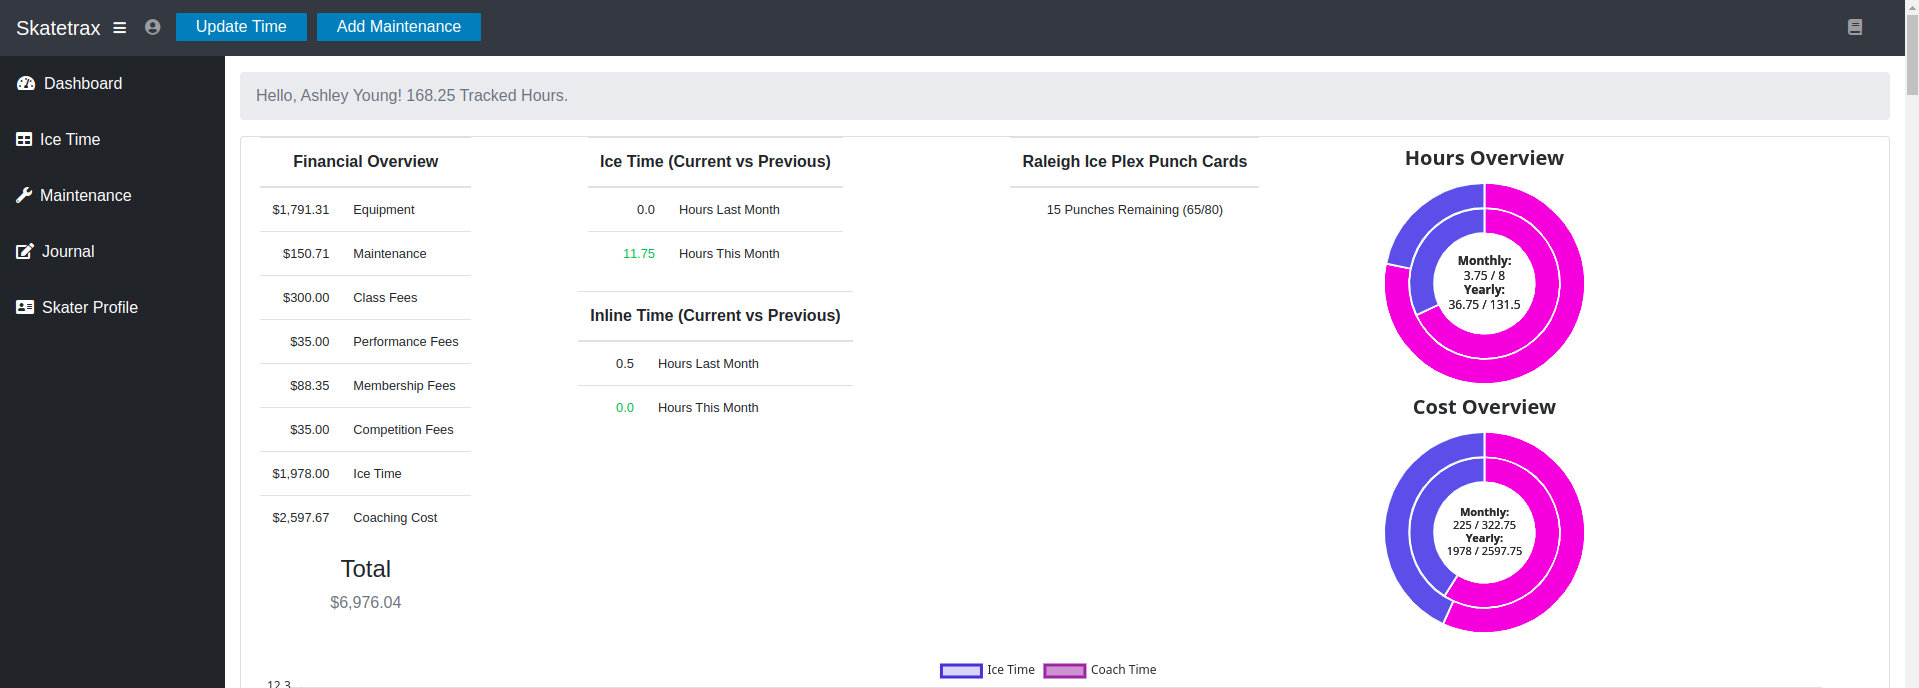 Skatetrax
Update Time
Add Maintenance
Dashboard
Ice Time
Maintenance
Journal
Skater Profile
Hello, Ashley Young! 168.25 Tracked Hours.
Financial Overview
$1,791.31 Equipment
$150.71 Maintenance
$300.00 Class Fees
$35.00 Performance Fees
$88.35 Membership Fees
$35.00 Competition Fees
$1,978.00 Ice Time
$2,597.67 Coaching Cost
Total
$6,976.04
Ice Time (Current vs Previous)
0.0 Hours Last Month
11.75 Hours This Month
Inline Time (Current vs Previous)
0.5 Hours Last Month
0.0 Hours This Month
Raleigh Ice Plex Punch Cards
15 Punches Remaining (65/80)
Hours Overview
Monthly:
3.75 / 8
Yearly:
36.75 / 131.5
Cost Overview
Monthly:
225 / 322.75
Yearly:
1978 / 2597.75
Ice Time
Coach Time
12.3